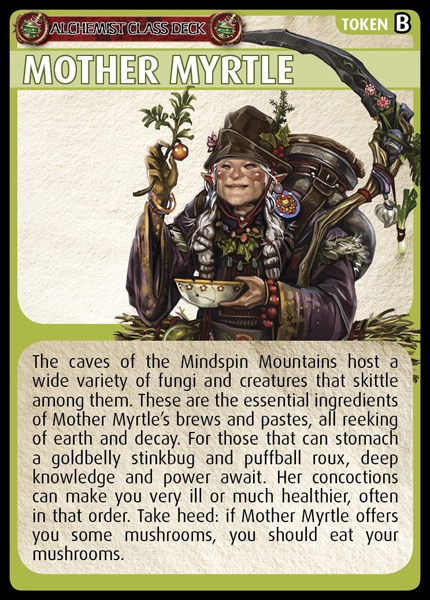 ALCHEMIST CLASS DECK
TOKEN B
MOTHER MYRTLE
The caves of the Mindspin Mountains host a
wide variety of fungi and creatures that skittle
among them. These are the essential ingredients
of Mother Myrtle's brews and pastes, all reeking
of earth and decay. For those that can stomach
a goldbelly stinkbug and puffball roux, deep
knowledge and power await. Her concoctions
can make you very ill or much healthier, often
in that order. Take heed: if Mother Myrtle offers
you some mushrooms, you should eat your
mushrooms.